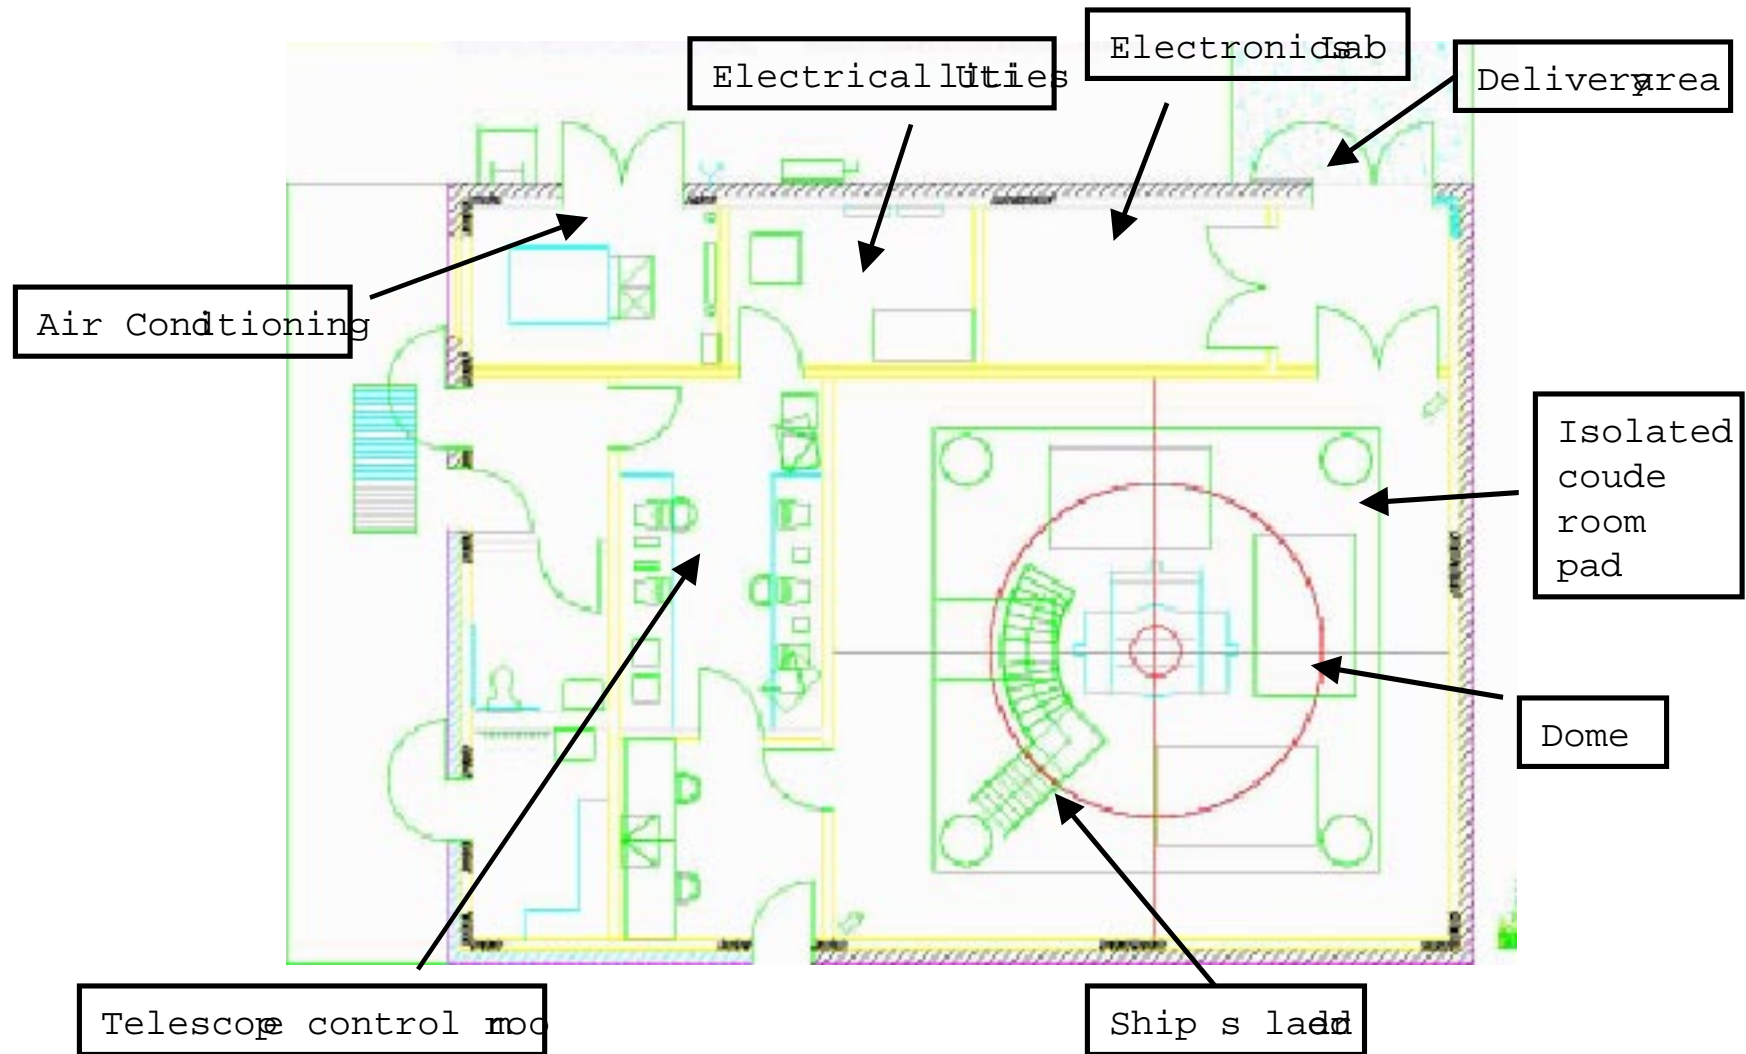 Electronics Lab
Electrical Utilities
Delivery area
Air Conditioning
Isolated
coude
room
pad
Dome
Telescope control room
Ship s ladder